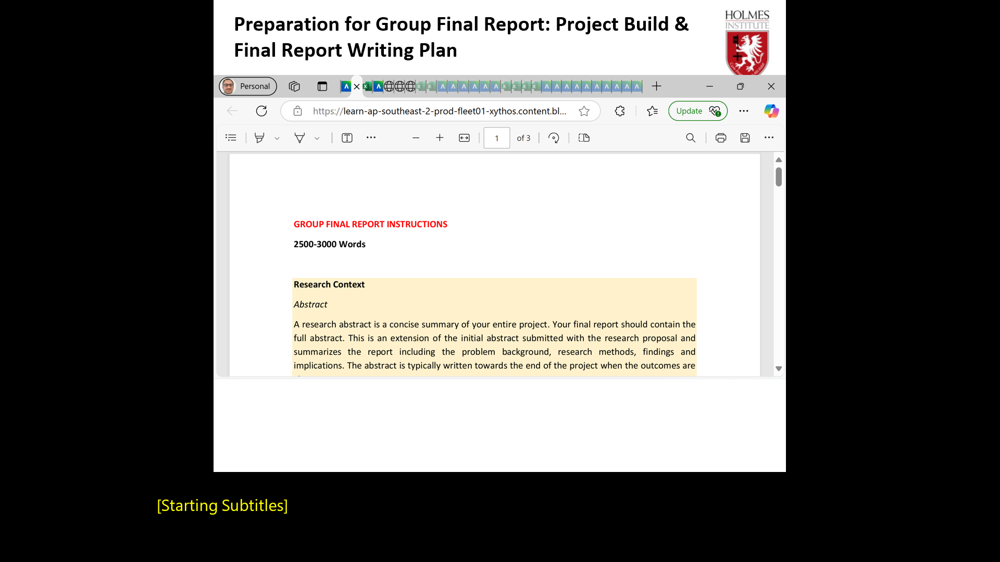 Preparation for Group Final Report: Project Build &
Final Report Writing Plan
HOLMES
INSTITUTE
Personal
https://learn-ap-southeast-2-prod-fleet01-xythos.content.bl...
Update
1
of 3
GROUP FINAL REPORT INSTRUCTIONS
2500-3000 Words
Research Context
Abstract
A research abstract is a concise summary of your entire project. Your final report should contain the
full abstract. This is an extension of the initial abstract submitted with the research proposal and
summarizes the report including the problem background, research methods, findings and
implications. The abstract is typically written towards the end of the project when the outcomes are
[Starting Subtitles]